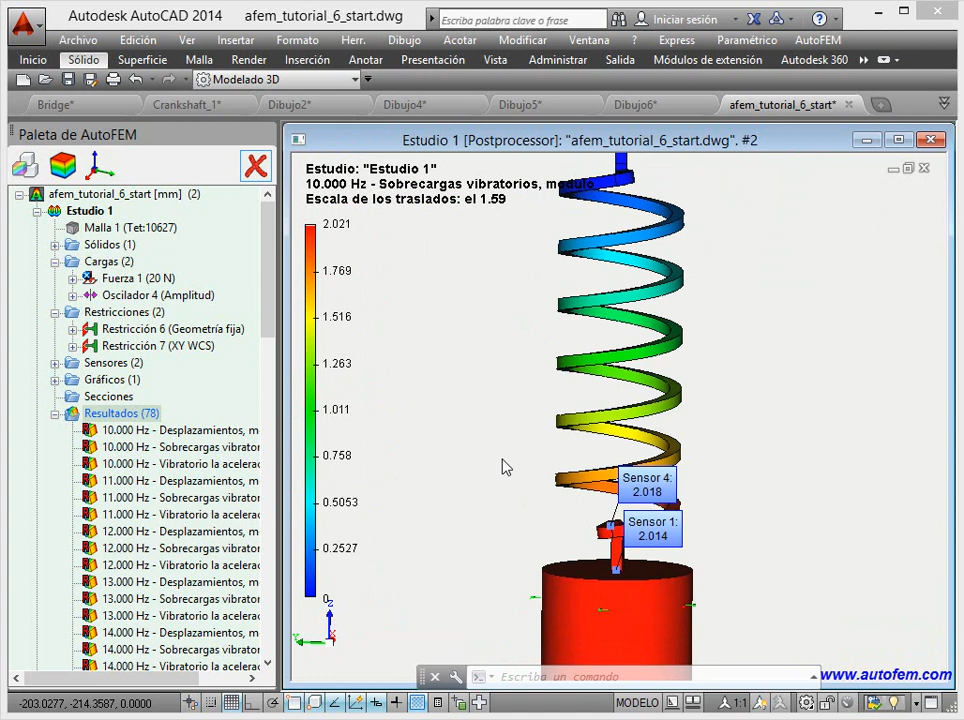 Autodesk AutoCAD 2014 afem_tutorial_6_start.dwg
Escriba palabra clave o frase
Iniciar sesión
Archivo Edición Ver Insertar Formato Herr. Dibujo Acotar Modificar Ventana ? Express Paramétrico AutoFEM
Inicio Sólido Superficie Malla Render Inserción Anotar Presentación Vista Administrar Salida Módulos de extensión Autodesk 360
Modelado 3D
Bridge* Crankshaft_1* Dibujo2* Dibujo4* Dibujo5* Dibujo6* afem_tutorial_6_start*
Paleta de AutoFEM
afem_tutorial_6_start [mm] (2)
Estudio 1
Malla 1 (Tet:10627)
Sólidos (1)
Cargas (2)
Fuerza 1 (20 N)
Oscilador 4 (Amplitud)
Restricciones (2)
Restricción 6 (Geometría fija)
Restricción 7 (XY WCS)
Sensores (2)
Gráficos (1)
Secciones
Resultados (78)
10.000 Hz - Desplazamientos, m
10.000 Hz - Sobrecargas vibrator
10.000 Hz - Vibratorio la acelerac
11.000 Hz - Desplazamientos, m
11.000 Hz - Sobrecargas vibrator
11.000 Hz - Vibratorio la acelerac
12.000 Hz - Desplazamientos, m
12.000 Hz - Sobrecargas vibrator
12.000 Hz - Vibratorio la acelerac
13.000 Hz - Desplazamientos, m
13.000 Hz - Sobrecargas vibrator
13.000 Hz - Vibratorio la acelerac
14.000 Hz - Desplazamientos, m
14.000 Hz - Sobrecargas vibrator
14.000 Hz - Vibratorio la acelerac
Estudio 1 [Postprocessor]: "afem_tutorial_6_start.dwg". #2
Estudio: "Estudio 1"
10.000 Hz - Sobrecargas vibratorios, modulo
Escala de los traslados: el 1.59
2.021
1.769
1.516
1.263
1.011
0.758
0.5053
0.2527
0
Z
Y
X
Sensor 4:
2.018
Sensor 1:
2.014
Escriba un comando
www.autofem.com
-203.0277, -214.3587, 0.0000
MODELO
1:1